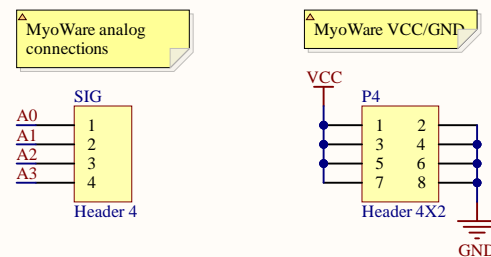 MyoWare analog
connections
MyoWare VCC/GND
VCC
SIG
A0 1
A1 2
A2 3
A3 4
Header 4
P4
1 2
3 4
5 6
7 8
Header 4X2
GND